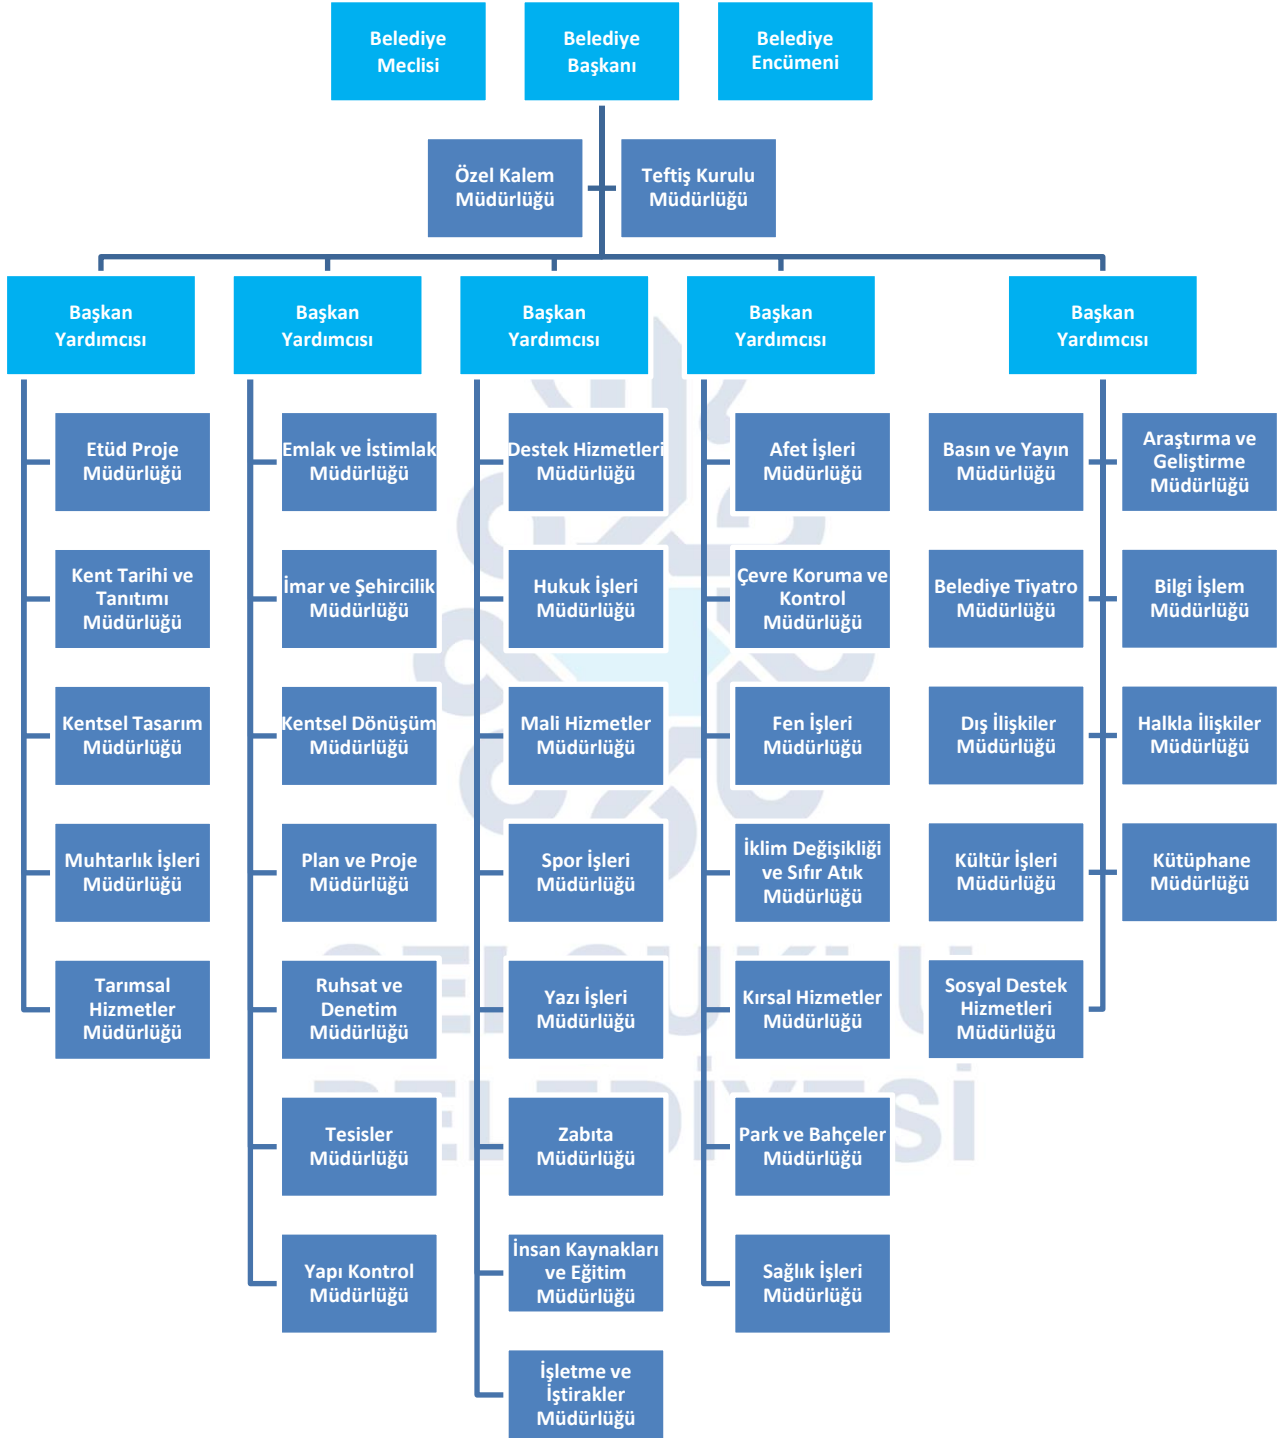 Belediye
Meclisi
Belediye
Başkanı
Belediye
Encümeni
Özel Kalem
Müdürlüğü
Teftiş Kurulu
Müdürlüğü
Başkan
Yardımcısı
Başkan
Yardımcısı
Başkan
Yardımcısı
Başkan
Yardımcısı
Başkan
Yardımcısı
Etüd Proje
Müdürlüğü
Kent Tarihi ve
Tanıtımı
Müdürlüğü
Kentsel Tasarım
Müdürlüğü
Muhtarlık İşleri
Müdürlüğü
Tarımsal
Hizmetler
Müdürlüğü
Emlak ve İstimlak
Müdürlüğü
İmar ve Şehircilik
Müdürlüğü
Kentsel Dönüşüm
Müdürlüğü
Plan ve Proje
Müdürlüğü
Ruhsat ve
Denetim
Müdürlüğü
Tesisler
Müdürlüğü
Yapı Kontrol
Müdürlüğü
Destek Hizmetleri
Müdürlüğü
Hukuk İşleri
Müdürlüğü
Mali Hizmetler
Müdürlüğü
Spor İşleri
Müdürlüğü
Yazı İşleri
Müdürlüğü
Zabıta
Müdürlüğü
İnsan Kaynakları
ve Eğitim
Müdürlüğü
İşletme ve
İştirakler
Müdürlüğü
Afet İşleri
Müdürlüğü
Çevre Koruma ve
Kontrol
Müdürlüğü
Fen İşleri
Müdürlüğü
İklim Değişikliği
ve Sıfır Atık
Müdürlüğü
Kırsal Hizmetler
Müdürlüğü
Park ve Bahçeler
Müdürlüğü
Sağlık İşleri
Müdürlüğü
Basın ve Yayın
Müdürlüğü
Araştırma ve
Geliştirme
Müdürlüğü
Belediye Tiyatro
Müdürlüğü
Bilgi İşlem
Müdürlüğü
Dış İlişkiler
Müdürlüğü
Halkla İlişkiler
Müdürlüğü
Kültür İşleri
Müdürlüğü
Kütüphane
Müdürlüğü
Sosyal Destek
Hizmetleri
Müdürlüğü
SELÇUKLU
BELEDİYESİ